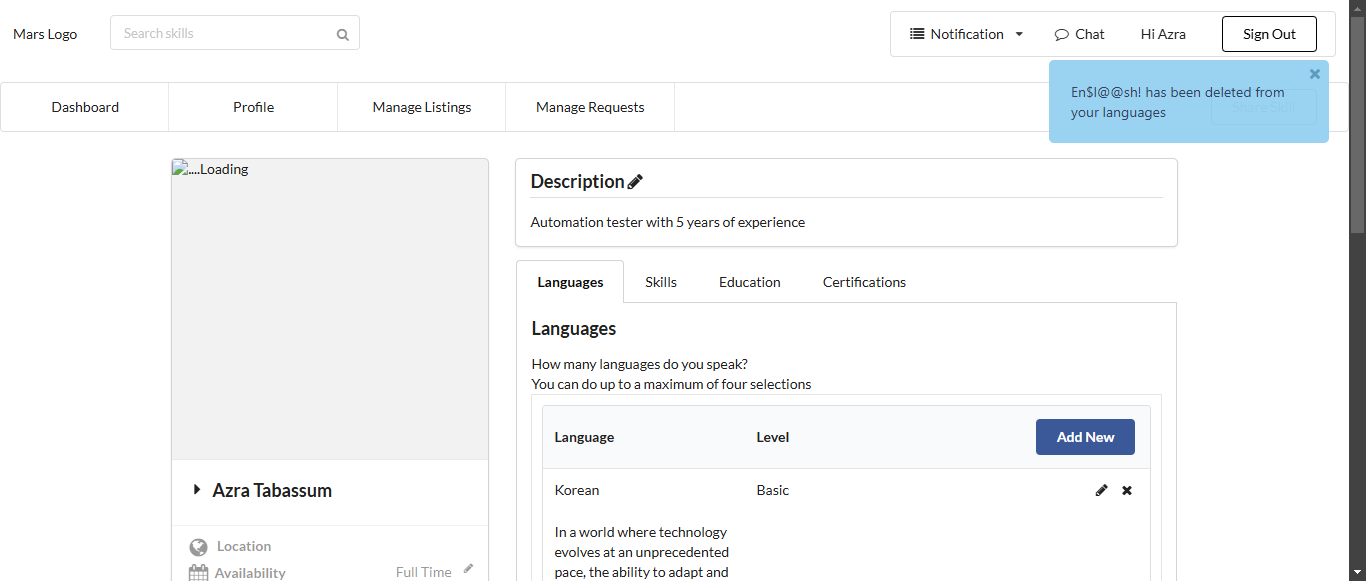 Mars Logo
Search skills
Notification
Chat
Hi Azra
Sign Out
En$l@@sh! has been deleted from
your languages
Dashboard
Profile
Manage Listings
Manage Requests
Share Skill
....Loading
Description
Automation tester with 5 years of experience
Languages
Skills
Education
Certifications
Languages
How many languages do you speak?
You can do up to a maximum of four selections
Language
Level
Add New
Korean
Basic
In a world where technology
evolves at an unprecedented
pace, the ability to adapt and
Azra Tabassum
Location
Availability
Full Time